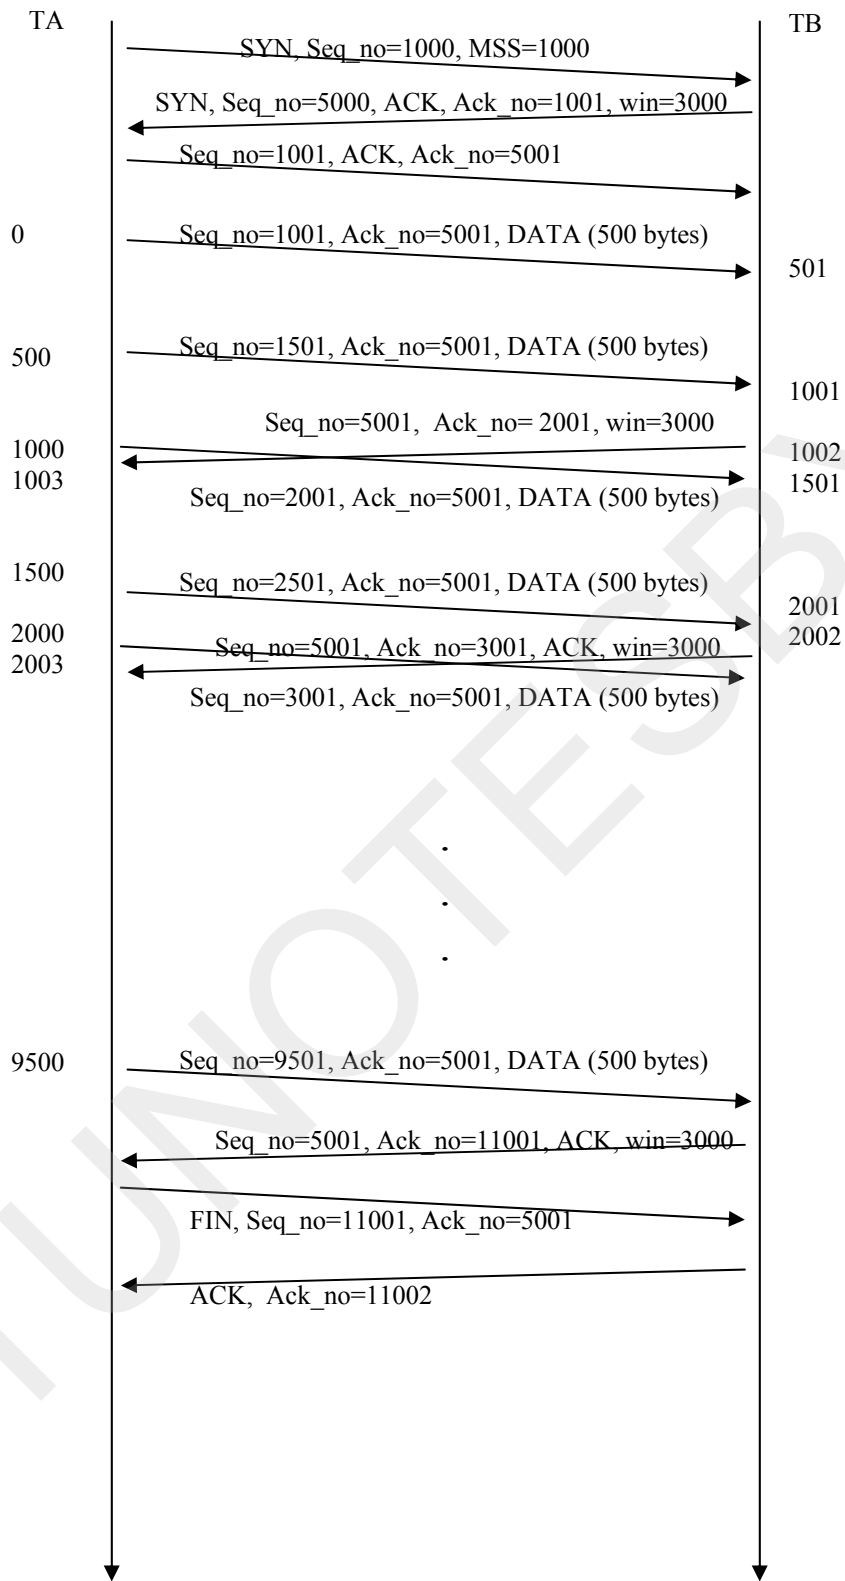 TA
TB
SYN, Seq_no=1000, MSS=1000
SYN, Seq_no=5000, ACK, Ack_no=1001, win=3000
Seq_no=1001, ACK, Ack_no=5001
0
Seq_no=1001, Ack_no=5001, DATA (500 bytes)
501
500
Seq_no=1501, Ack_no=5001, DATA (500 bytes)
1001
Seq_no=5001, Ack_no= 2001, win=3000
1000
1002
1003
1501
Seq_no=2001, Ack_no=5001, DATA (500 bytes)
1500
Seq_no=2501, Ack_no=5001, DATA (500 bytes)
2001
2000
2002
Seq_no=5001, Ack_no=3001, ACK, win=3000
2003
Seq_no=3001, Ack_no=5001, DATA (500 bytes)
.
.
.
9500
Seq_no=9501, Ack_no=5001, DATA (500 bytes)
Seq_no=5001, Ack_no=11001, ACK, win=3000
FIN, Seq_no=11001, Ack_no=5001
ACK, Ack_no=11002
UNOTESBY